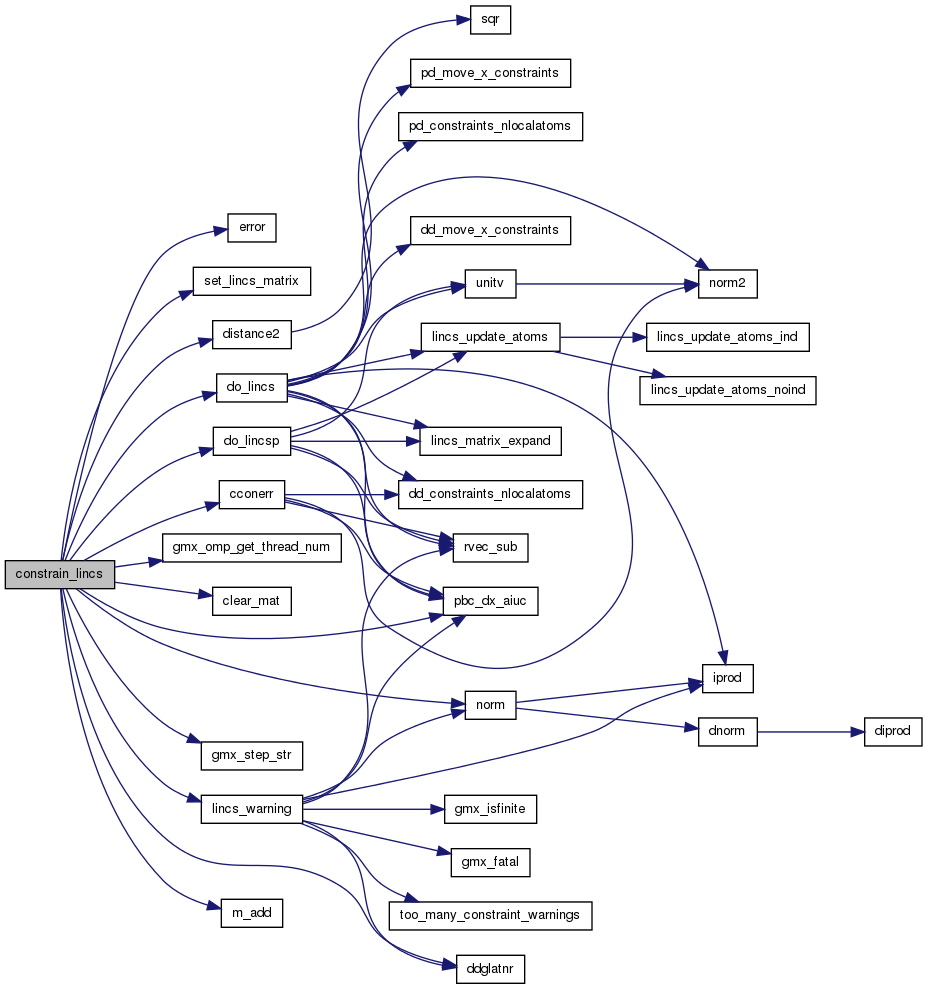 sqr
pd_move_x_constraints
pd_constraints_nlocalatoms
error
dd_move_x_constraints
set_lincs_matrix
unitv
norm2
distance2
lincs_update_atoms
lincs_update_atoms_ind
do_lincs
lincs_update_atoms_noind
do_lincsp
lincs_matrix_expand
cconerr
dd_constraints_nlocalatoms
gmx_omp_get_thread_num
rvec_sub
constrain_lincs
clear_mat
pbc_dx_aiuc
iprod
norm
dnorm
diprod
gmx_step_str
lincs_warning
gmx_isfinite
gmx_fatal
m_add
too_many_constraint_warnings
ddglatnr